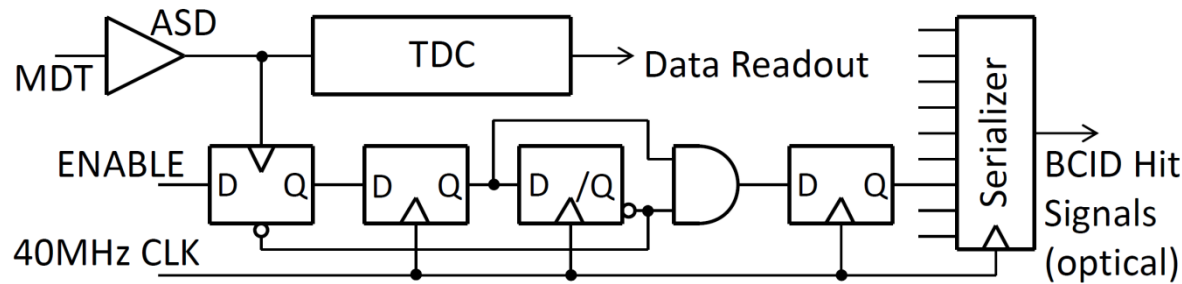 ASD
TDC
MDT
Data Readout
ENABLE
D Q
D Q
D /Q
D Q
Serializer
BCID Hit
Signals
(optical)
40MHz CLK